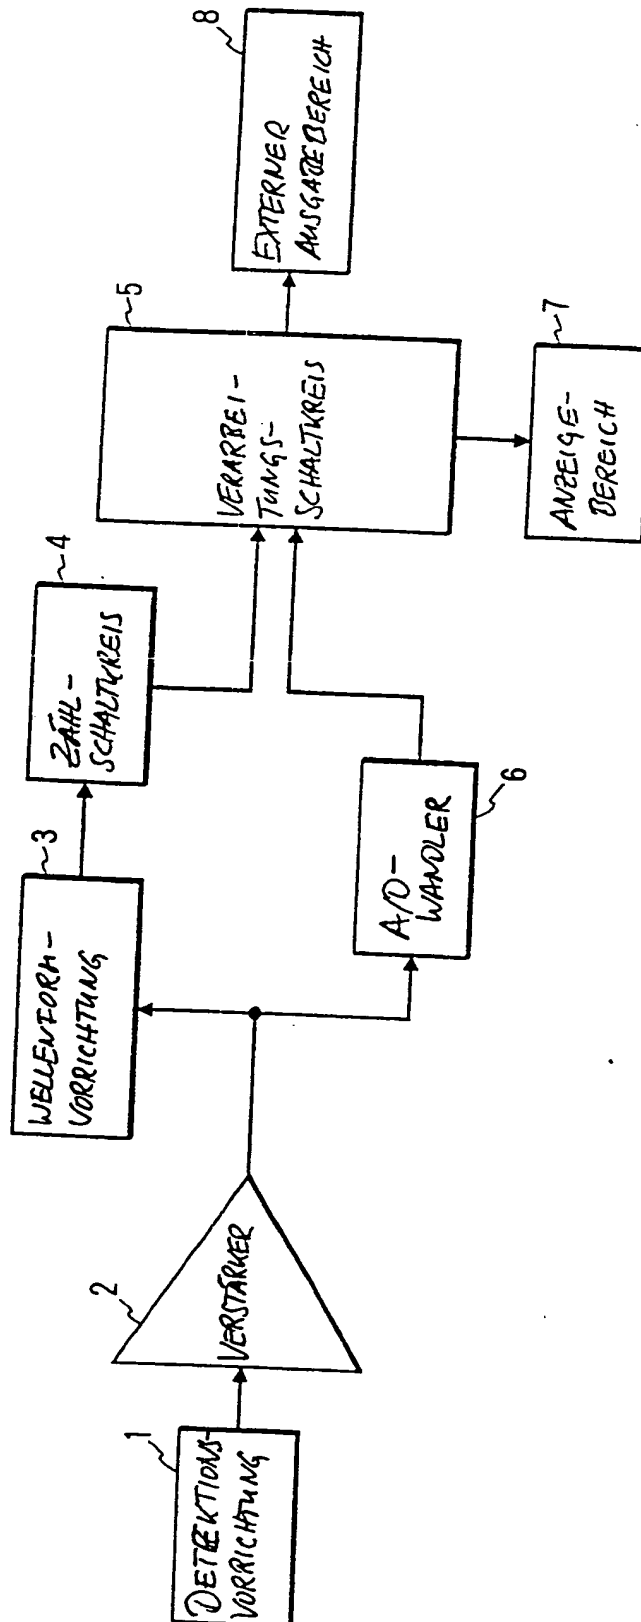 1
DETEKTIONS-
VORRICHTUNG
2
VERSTÄRKER
3
WELLENFORM-
VORRICHTUNG
4
ZÄHL-
SCHALTKREIS
5
VERARBEI-
TUNGS-
SCHALTKREIS
6
A/D-
WANDLER
7
ANZEIGE-
BEREICH
8
EXTERNER
AUSGABEBEREICH